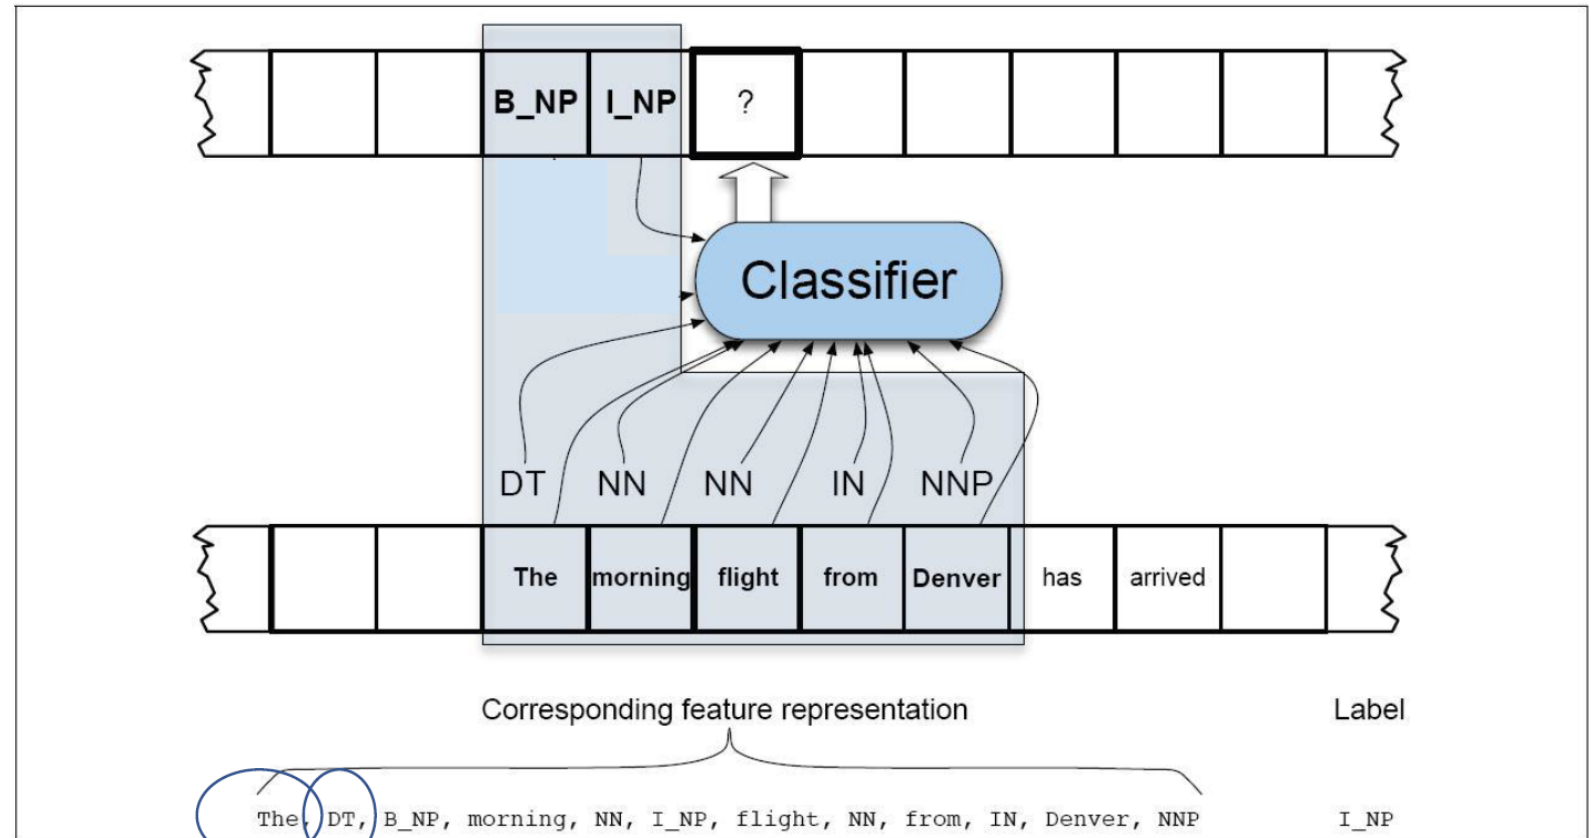 B_NP I_NP ?
Classifier
DT NN NN IN NNP
The morning flight from Denver has arrived
Corresponding feature representation Label
The, DT, B_NP, morning, NN, I_NP, flight, NN, from, IN, Denver, NNP I_NP